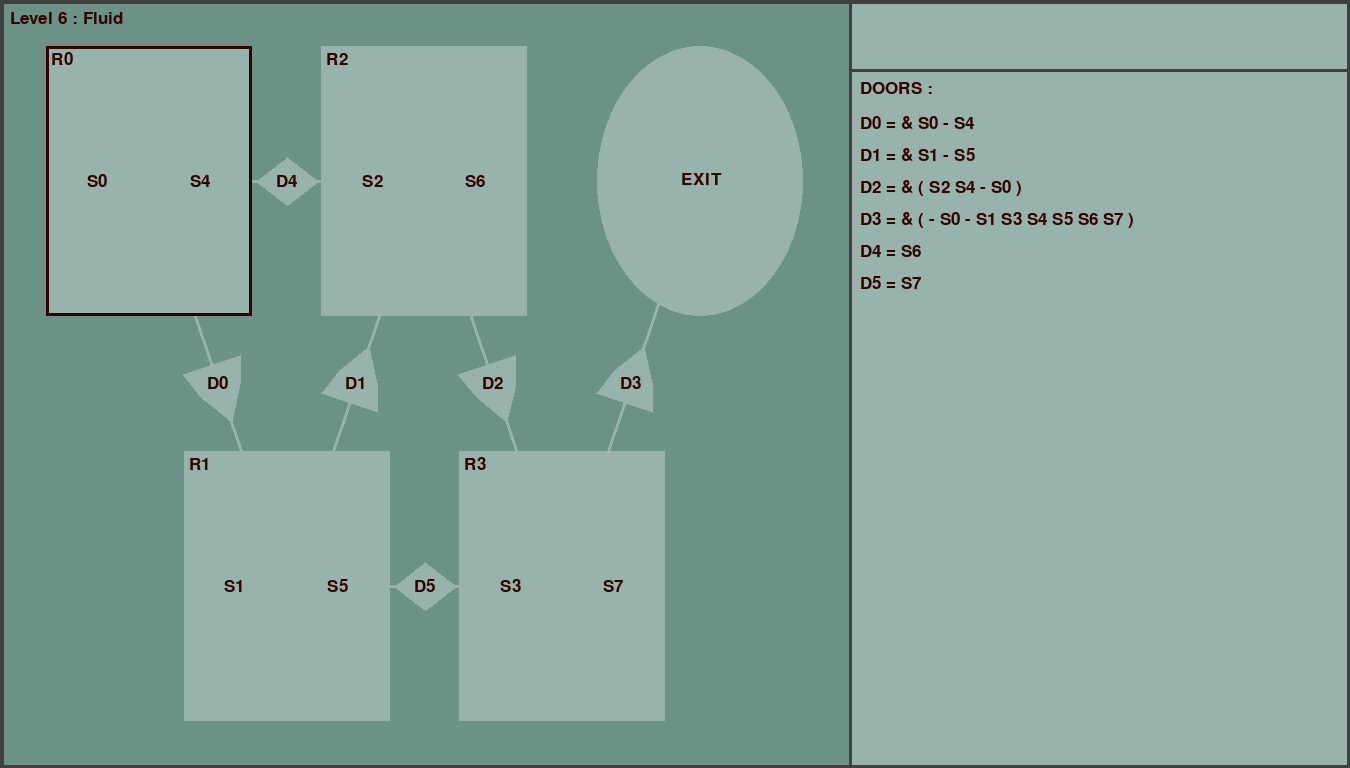 Level 6 : Fluid
R0
S0 S4
D4
R2
S2 S6
EXIT
D0
D1
D2
D3
R1
S1 S5
D5
R3
S3 S7
DOORS :
D0 = & S0 - S4
D1 = & S1 - S5
D2 = & ( S2 S4 - S0 )
D3 = & ( - S0 - S1 S3 S4 S5 S6 S7 )
D4 = S6
D5 = S7